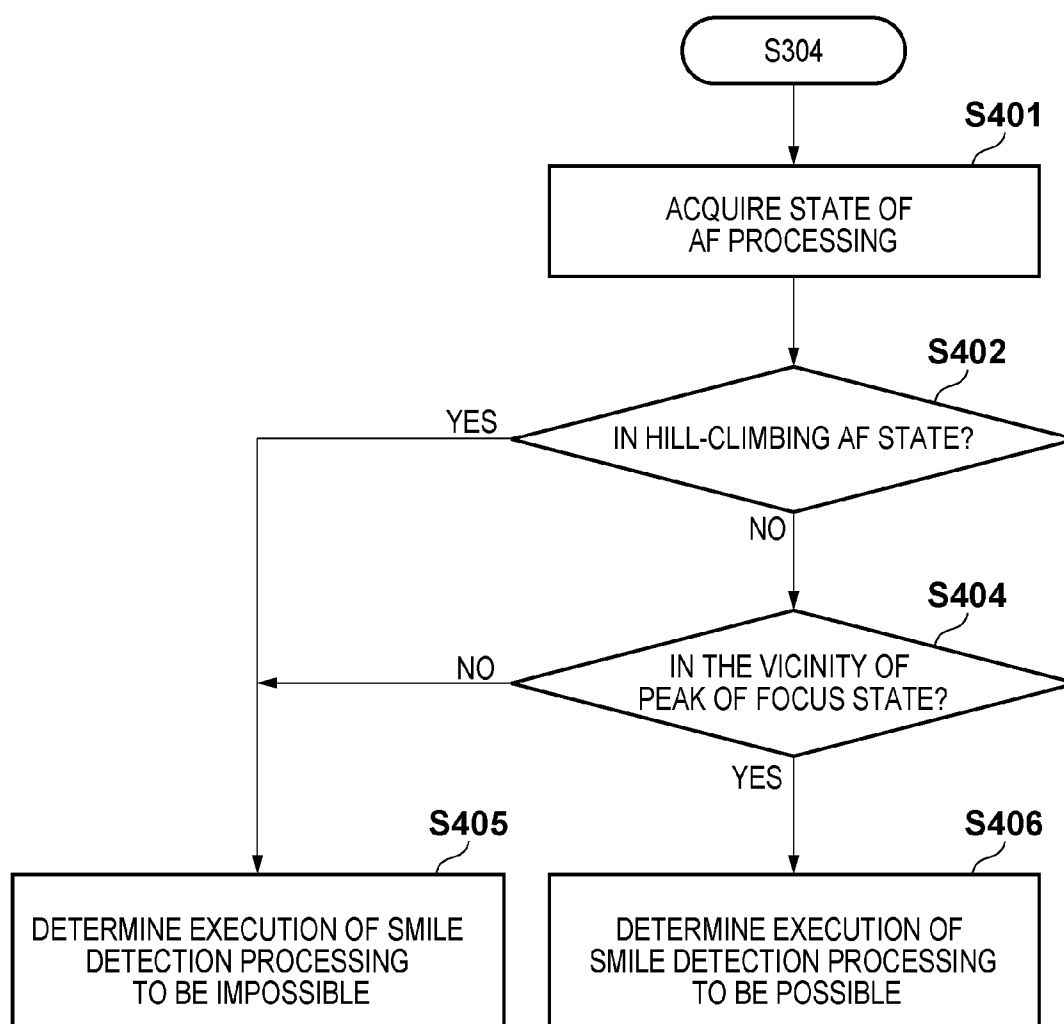 S304
S401
ACQUIRE STATE OF
AF PROCESSING
S402
YES
IN HILL-CLIMBING AF STATE?
NO
S404
NO
IN THE VICINITY OF
PEAK OF FOCUS STATE?
YES
S405
S406
DETERMINE EXECUTION OF SMILE
DETECTION PROCESSING
TO BE IMPOSSIBLE
DETERMINE EXECUTION OF
SMILE DETECTION PROCESSING
TO BE POSSIBLE